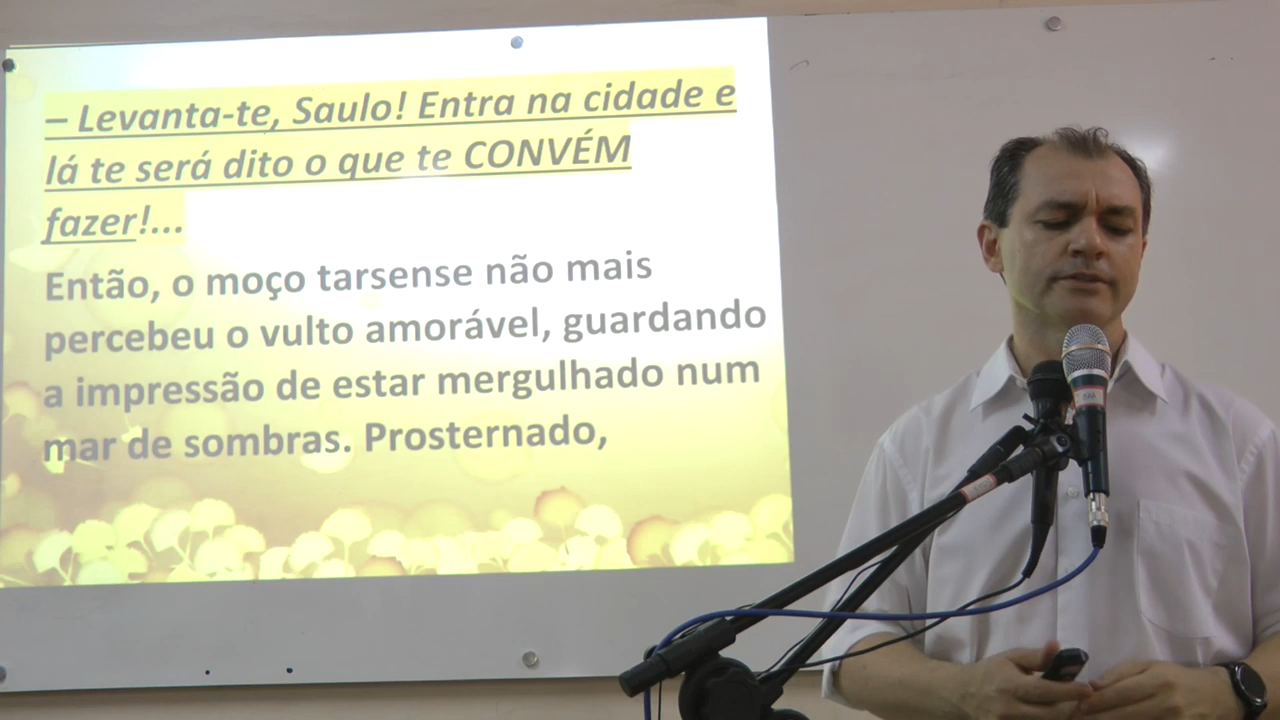 – Levanta-te, Saulo! Entra na cidade e
lá te será dito o que te CONVÉM
fazer!...
Então, o moço tarsense não mais
percebeu o vulto amorável, guardando
a impressão de estar mergulhado num
mar de sombras. Prosternado,